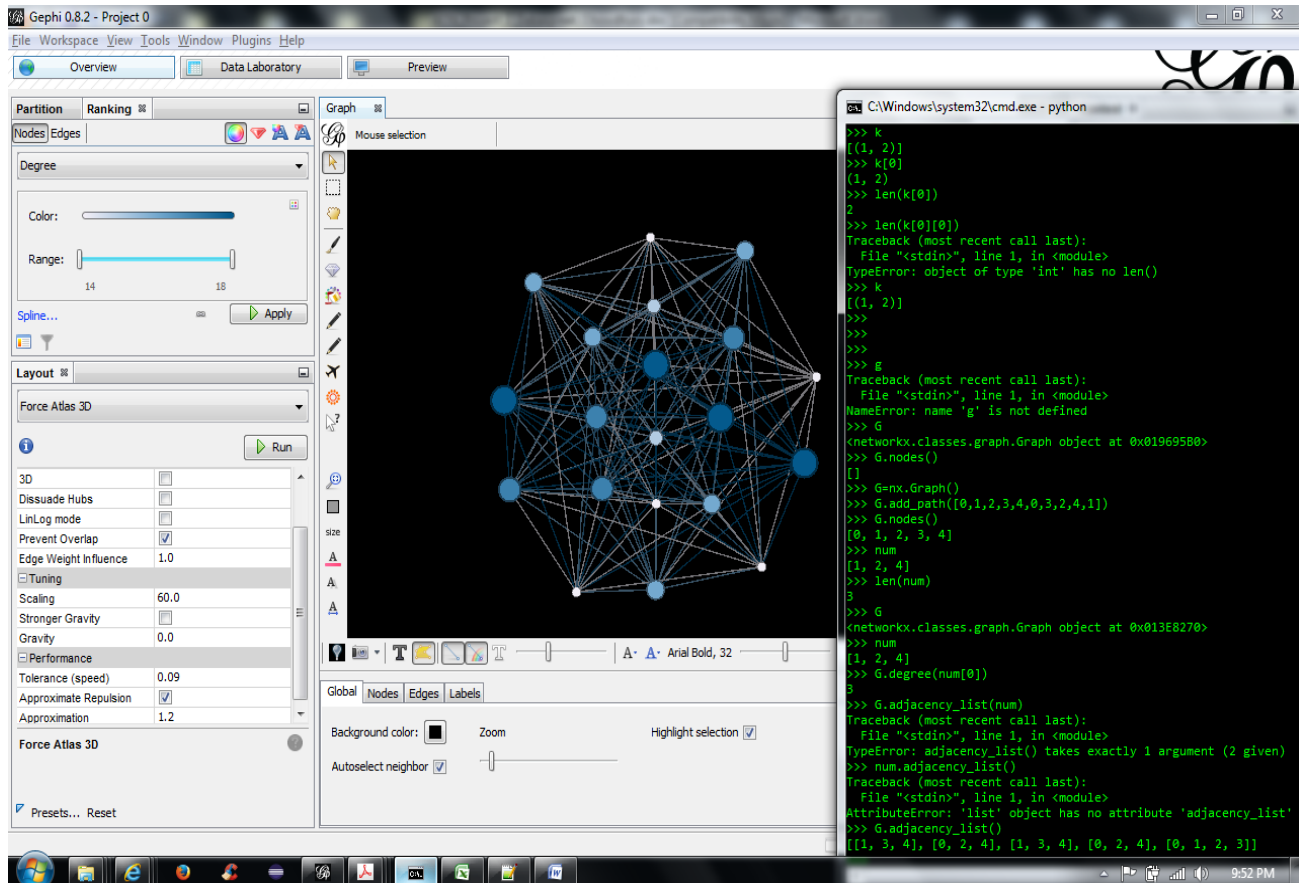 Gephi 0.8.2 - Project 0
File Workspace View Tools Window Plugins Help
Overview
Data Laboratory
Preview
Partition Ranking
Nodes Edges
Degree
Color:
Range:
14 18
Spline...
Apply
Layout
Force Atlas 3D
Run
3D
Dissuade Hubs
LinLog mode
Prevent Overlap
Edge Weight Influence 1.0
Tuning
Scaling 60.0
Stronger Gravity
Gravity 0.0
Performance
Tolerance (speed) 0.09
Approximate Repulsion
Approximation 1.2
Force Atlas 3D
Presets... Reset
Graph
Mouse selection
size
A
A
A
T T A- A- Arial Bold, 32
Global Nodes Edges Labels
Background color: Zoom Highlight selection
Autoselect neighbor
C:\Windows\system32\cmd.exe - python
>>> k
[(1, 2)]
>>> k[0]
(1, 2)
>>> len(k[0])
2
>>> len(k[0][0])
Traceback (most recent call last):
  File "<stdin>", line 1, in <module>
TypeError: object of type 'int' has no len()
>>> k
[(1, 2)]
>>>
>>>
>>>
>>> g
Traceback (most recent call last):
  File "<stdin>", line 1, in <module>
NameError: name 'g' is not defined
>>> G
<networkx.classes.graph.Graph object at 0x019695B0>
>>> G.nodes()
[]
>>> G=nx.Graph()
>>> G.add_path([0,1,2,3,4,0,3,2,4,1])
>>> G.nodes()
[0, 1, 2, 3, 4]
>>> num
[1, 2, 4]
>>> len(num)
3
>>> G
<networkx.classes.graph.Graph object at 0x013E8270>
>>> num
[1, 2, 4]
>>> G.degree(num[0])
3
>>> G.adjacency_list(num)
Traceback (most recent call last):
  File "<stdin>", line 1, in <module>
TypeError: adjacency_list() takes exactly 1 argument (2 given)
>>> num.adjacency_list()
Traceback (most recent call last):
  File "<stdin>", line 1, in <module>
AttributeError: 'list' object has no attribute 'adjacency_list'
>>> G.adjacency_list()
[[1, 3, 4], [0, 2, 4], [1, 3, 4], [0, 2, 4], [0, 1, 2, 3]]
9:52 PM